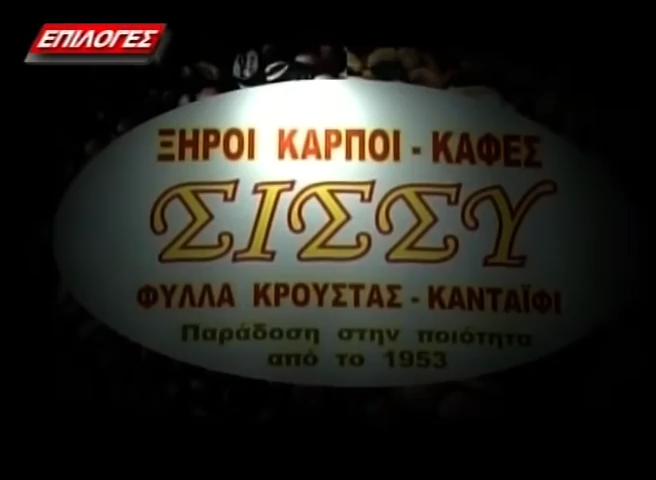 ΕΠΙΛΟΓΕΣ
ΞΗΡΟΙ ΚΑΡΠΟΙ - ΚΑΦΕΣ
ΣΙΣΣΥ
ΦΥΛΛΑ ΚΡΟΥΣΤΑΣ - ΚΑΝΤΑΪΦΙ
Παράδοση στην ποιότητα
από το 1953